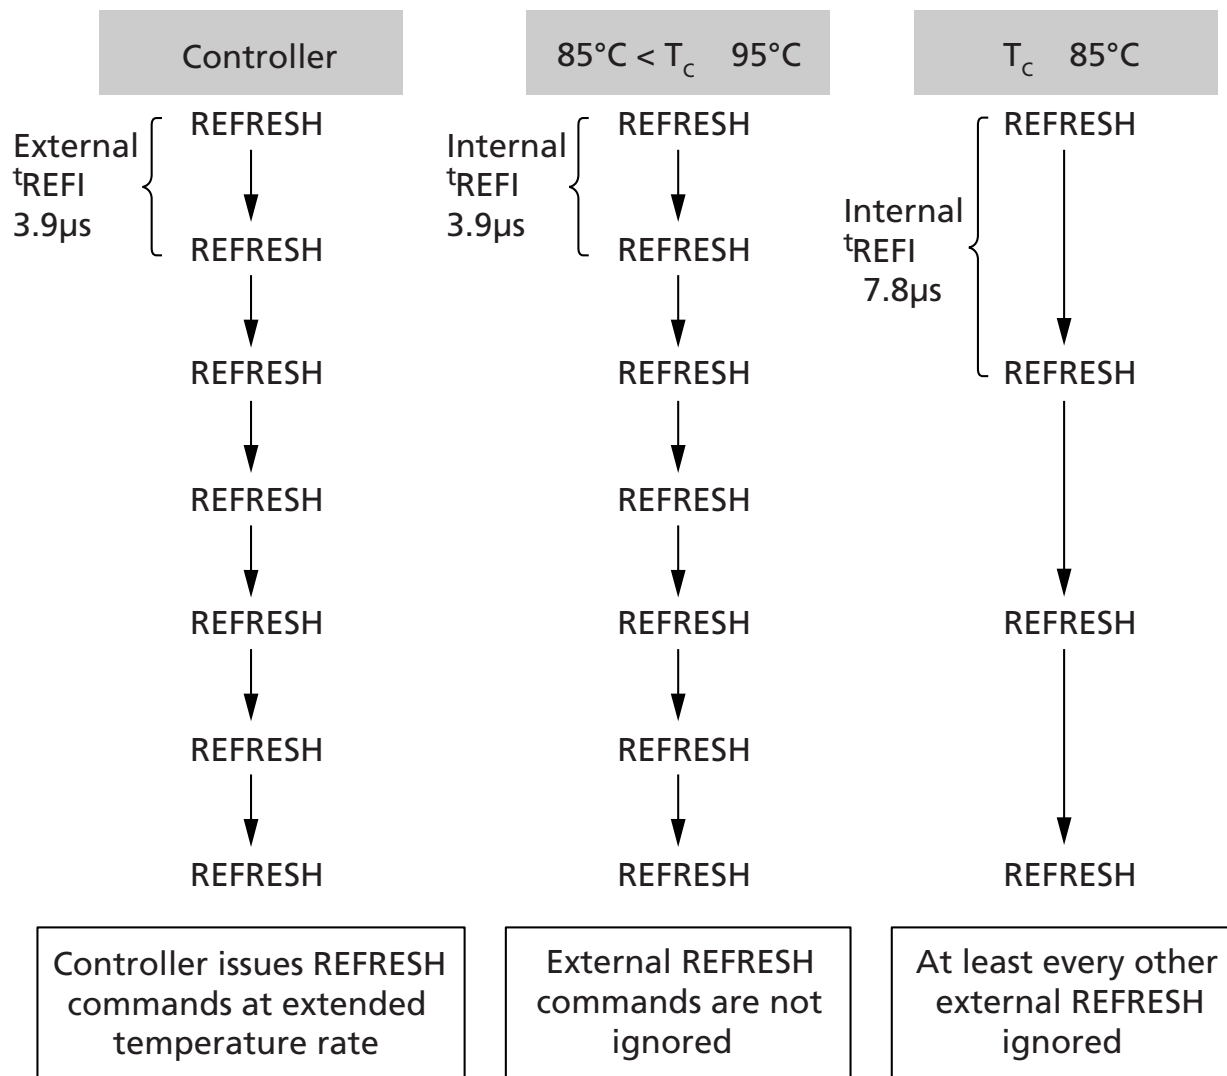 Controller
85°C < TC 95°C
TC 85°C
External
tREFI
3.9µs
REFRESH
REFRESH
REFRESH
REFRESH
REFRESH
REFRESH
REFRESH
Controller issues REFRESH
commands at extended
temperature rate
Internal
tREFI
3.9µs
REFRESH
REFRESH
REFRESH
REFRESH
REFRESH
REFRESH
REFRESH
External REFRESH
commands are not
ignored
Internal
tREFI
7.8µs
REFRESH
REFRESH
REFRESH
REFRESH
At least every other
external REFRESH
ignored